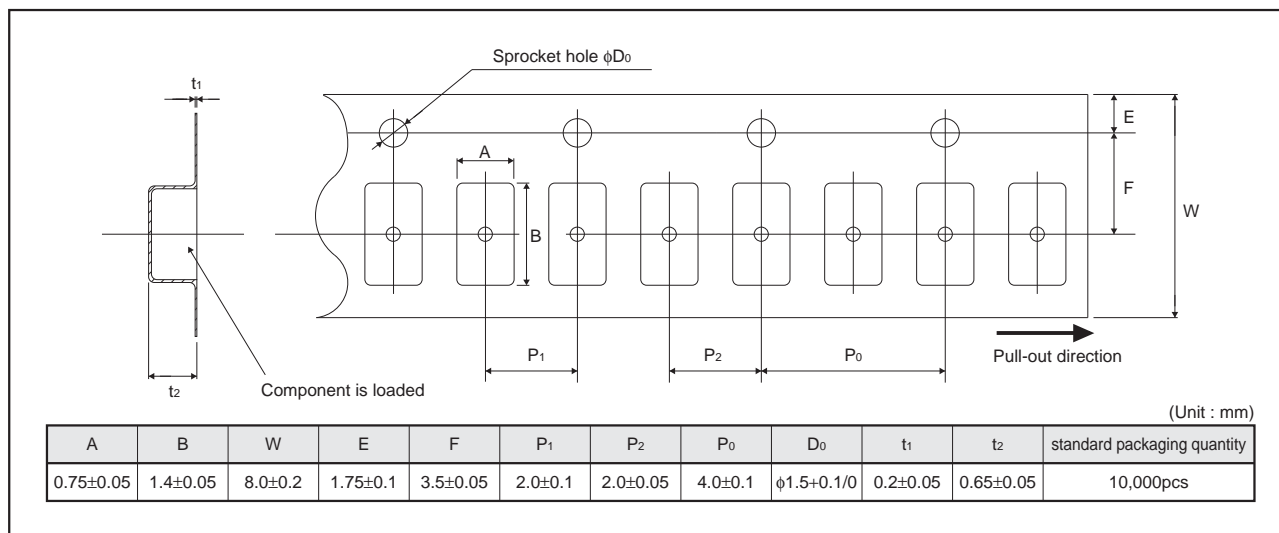 Sprocket hole ϕD₀
t₁
E
A
F
W
B
P₁
P₂
P₀
Pull-out direction
t₂
Component is loaded
(Unit : mm)
A B W E F P₁ P₂ P₀ D₀ t₁ t₂ standard packaging quantity
0.75±0.05 1.4±0.05 8.0±0.2 1.75±0.1 3.5±0.05 2.0±0.1 2.0±0.05 4.0±0.1 ϕ1.5+0.1/0 0.2±0.05 0.65±0.05 10,000pcs